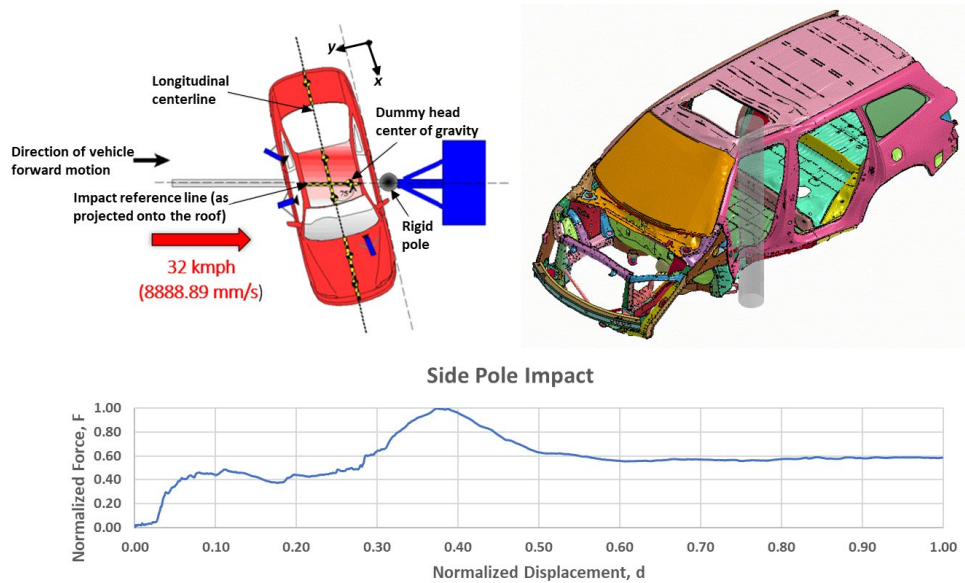 y
x
Longitudinal
centerline
Dummy head
center of gravity
Direction of vehicle
forward motion
Impact reference line (as
projected onto the roof)
75°
Rigid
pole
32 kmph
(8888.89 mm/s)
Side Pole Impact
Normalized Force, F
1.00
0.80
0.60
0.40
0.20
0.00
0.00 0.10 0.20 0.30 0.40 0.50 0.60 0.70 0.80 0.90 1.00
Normalized Displacement, d